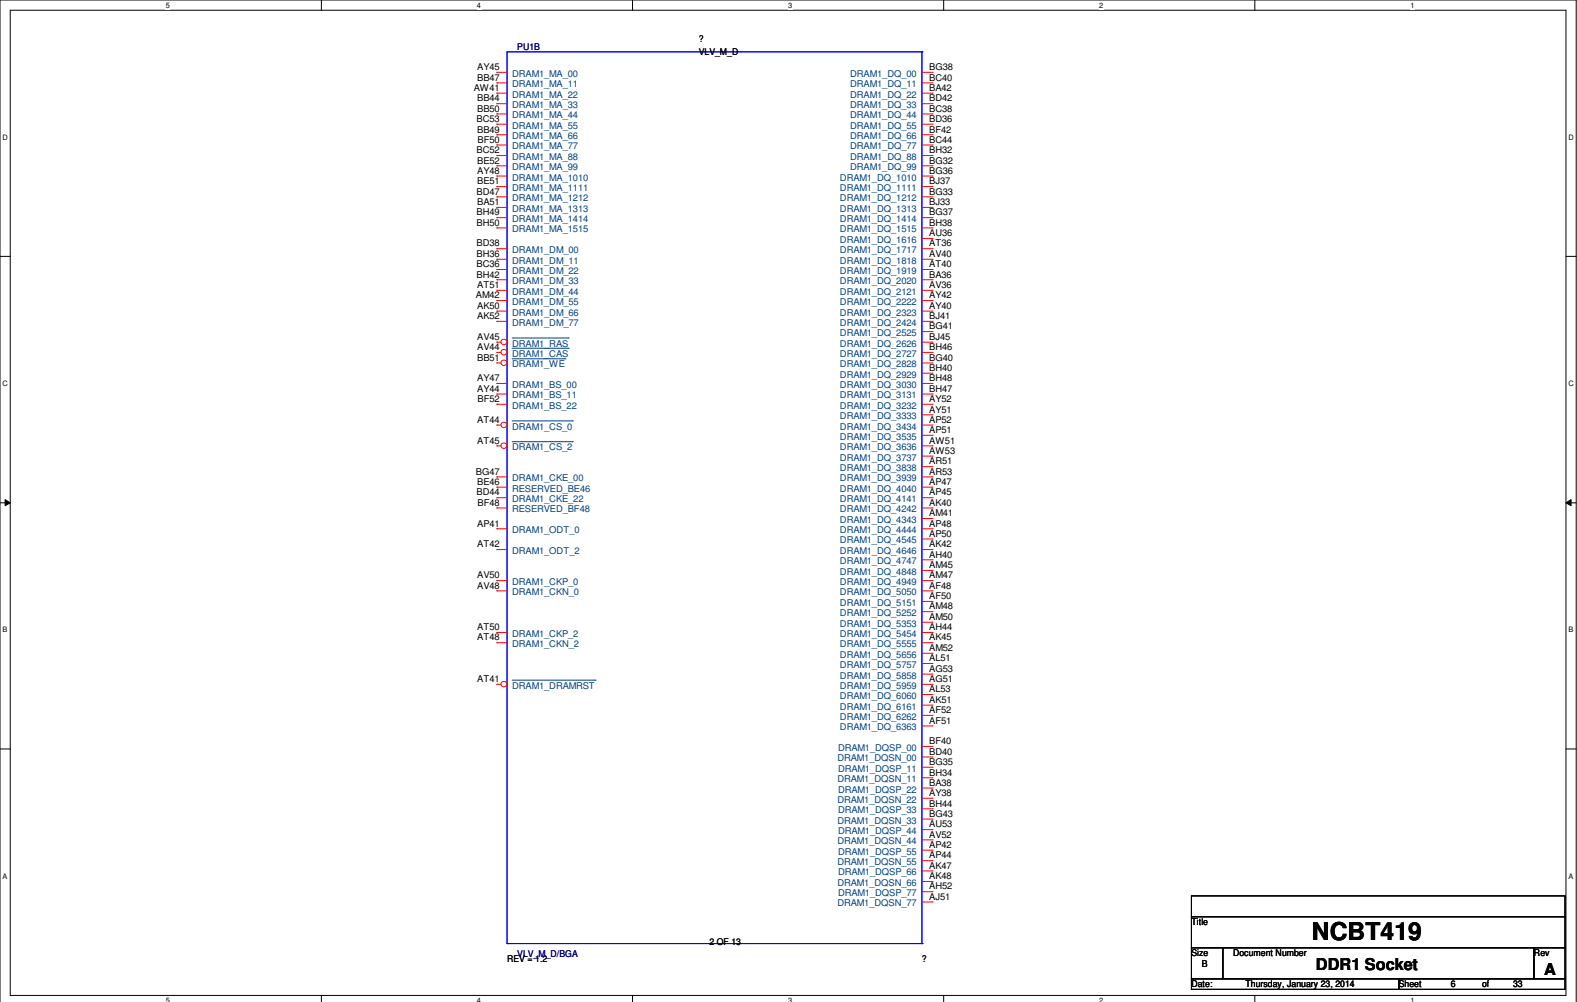 5 4 3 2 1
?
PU1B
VLV_M_D
AY45 DRAM1_MA_00
BB47 DRAM1_MA_11
AW41 DRAM1_MA_22
BB44 DRAM1_MA_33
BB50 DRAM1_MA_44
BC53 DRAM1_MA_55
BB49 DRAM1_MA_66
BF50 DRAM1_MA_77
BC52 DRAM1_MA_88
BE52 DRAM1_MA_99
AY48 DRAM1_MA_1010
BE51 DRAM1_MA_1111
BD47 DRAM1_MA_1212
BA51 DRAM1_MA_1313
BH49 DRAM1_MA_1414
BH50 DRAM1_MA_1515
BD38 DRAM1_DM_00
BH36 DRAM1_DM_11
BC36 DRAM1_DM_22
BH42 DRAM1_DM_33
AT51 DRAM1_DM_44
AM42 DRAM1_DM_55
AK50 DRAM1_DM_66
AK52 DRAM1_DM_77
AV45 DRAM1_RAS
AV44 DRAM1_CAS
BB51 DRAM1_WE
AY47 DRAM1_BS_00
AY44 DRAM1_BS_11
BF52 DRAM1_BS_22
AT44 DRAM1_CS_0
AT45 DRAM1_CS_2
BG47 DRAM1_CKE_00
BE46 RESERVED_BE46
BD44 DRAM1_CKE_22
BF48 RESERVED_BF48
AP41 DRAM1_ODT_0
AT42 DRAM1_ODT_2
AV50 DRAM1_CKP_0
AV48 DRAM1_CKN_0
AT50 DRAM1_CKP_2
AT48 DRAM1_CKN_2
AT41 DRAM1_DRAMRST
DRAM1_DQ_00 BG38
DRAM1_DQ_11 BC40
DRAM1_DQ_22 BA42
DRAM1_DQ_33 BD42
DRAM1_DQ_44 BC38
DRAM1_DQ_55 BD36
DRAM1_DQ_66 BF42
DRAM1_DQ_77 BC44
DRAM1_DQ_88 BH32
DRAM1_DQ_99 BG32
DRAM1_DQ_1010 BG36
DRAM1_DQ_1111 BJ37
DRAM1_DQ_1212 BG33
DRAM1_DQ_1313 BJ33
DRAM1_DQ_1414 BG37
DRAM1_DQ_1515 BH38
DRAM1_DQ_1616 AU36
DRAM1_DQ_1717 AT36
DRAM1_DQ_1818 AV40
DRAM1_DQ_1919 AT40
DRAM1_DQ_2020 BA36
DRAM1_DQ_2121 AV36
DRAM1_DQ_2222 AY42
DRAM1_DQ_2323 AY40
DRAM1_DQ_2424 BJ41
DRAM1_DQ_2525 BG41
DRAM1_DQ_2626 BJ45
DRAM1_DQ_2727 BH46
DRAM1_DQ_2828 BG40
DRAM1_DQ_2929 BH40
DRAM1_DQ_3030 BH48
DRAM1_DQ_3131 BH47
DRAM1_DQ_3232 AY52
DRAM1_DQ_3333 AY51
DRAM1_DQ_3434 AP52
DRAM1_DQ_3535 AP51
DRAM1_DQ_3636 AW51
DRAM1_DQ_3737 AW53
DRAM1_DQ_3838 AR51
DRAM1_DQ_3939 AR53
DRAM1_DQ_4040 AP47
DRAM1_DQ_4141 AP45
DRAM1_DQ_4242 AK40
DRAM1_DQ_4343 AM41
DRAM1_DQ_4444 AP48
DRAM1_DQ_4545 AP50
DRAM1_DQ_4646 AK42
DRAM1_DQ_4747 AH40
DRAM1_DQ_4848 AM45
DRAM1_DQ_4949 AM47
DRAM1_DQ_5050 AF48
DRAM1_DQ_5151 AF50
DRAM1_DQ_5252 AM48
DRAM1_DQ_5353 AM50
DRAM1_DQ_5454 AH44
DRAM1_DQ_5555 AK45
DRAM1_DQ_5656 AM52
DRAM1_DQ_5757 AL51
DRAM1_DQ_5858 AG53
DRAM1_DQ_5959 AG51
DRAM1_DQ_6060 AL53
DRAM1_DQ_6161 AK51
DRAM1_DQ_6262 AF52
DRAM1_DQ_6363 AF51
DRAM1_DQSP_00 BF40
DRAM1_DQSN_00 BD40
DRAM1_DQSP_11 BG35
DRAM1_DQSN_11 BH34
DRAM1_DQSP_22 BA38
DRAM1_DQSN_22 AY38
DRAM1_DQSP_33 BH44
DRAM1_DQSN_33 BG43
DRAM1_DQSP_44 AU53
DRAM1_DQSN_44 AV52
DRAM1_DQSP_55 AP42
DRAM1_DQSN_55 AP44
DRAM1_DQSP_66 AK47
DRAM1_DQSN_66 AK48
DRAM1_DQSP_77 AH52
DRAM1_DQSN_77 AJ51
D D
C C
B B
A A
2 OF 13
VLV_M_D/BGA
REV = 1.2
?
Title
NCBT419
Size Document Number Rev
B DDR1 Socket A
Date: Thursday, January 23, 2014 Sheet 6 of 33
5 4 3 2 1